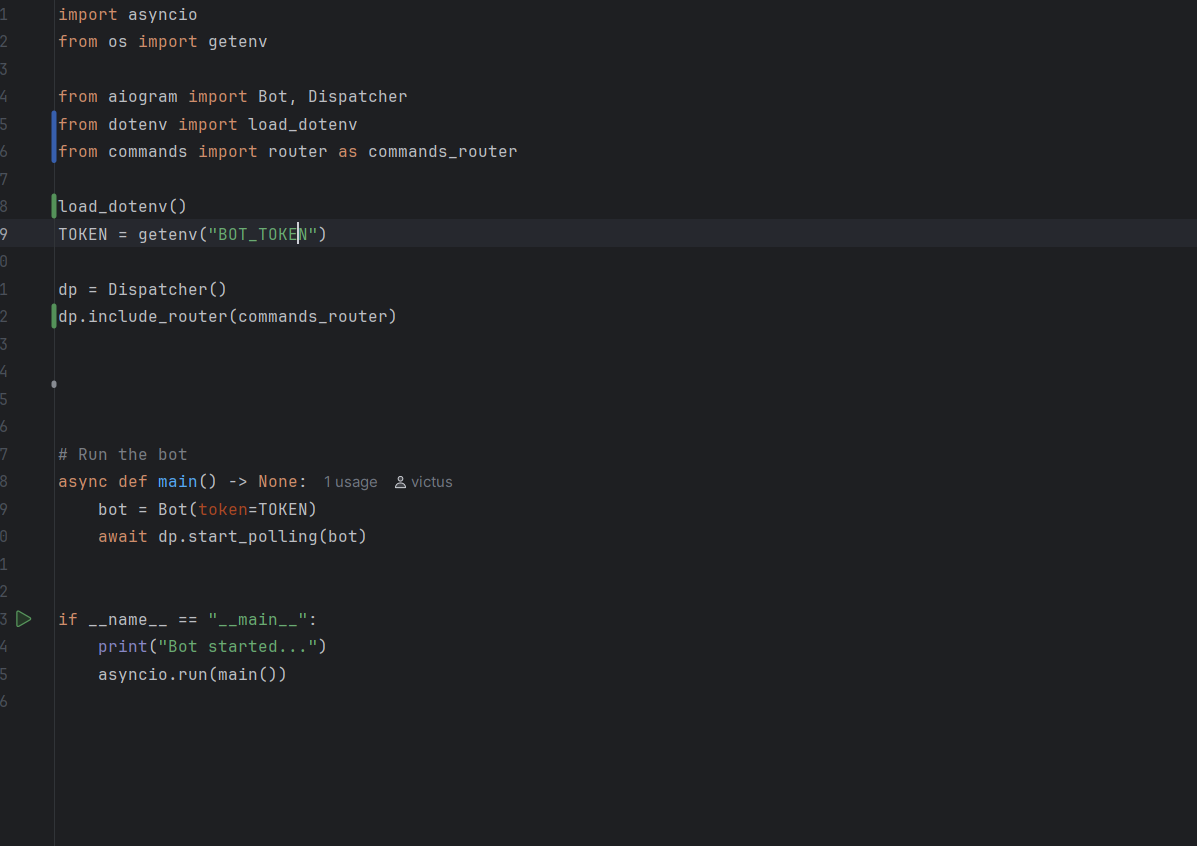 1 import asyncio
2 from os import getenv
3
4 from aiogram import Bot, Dispatcher
5 from dotenv import load_dotenv
6 from commands import router as commands_router
7
8 load_dotenv()
9 TOKEN = getenv("BOT_TOKEN")
0
1 dp = Dispatcher()
2 dp.include_router(commands_router)
3
4
5
6
7 # Run the bot
8 async def main() -> None: 1 usage victus
9     bot = Bot(token=TOKEN)
0     await dp.start_polling(bot)
1
2
3 if __name__ == "__main__":
4     print("Bot started...")
5     asyncio.run(main())
6